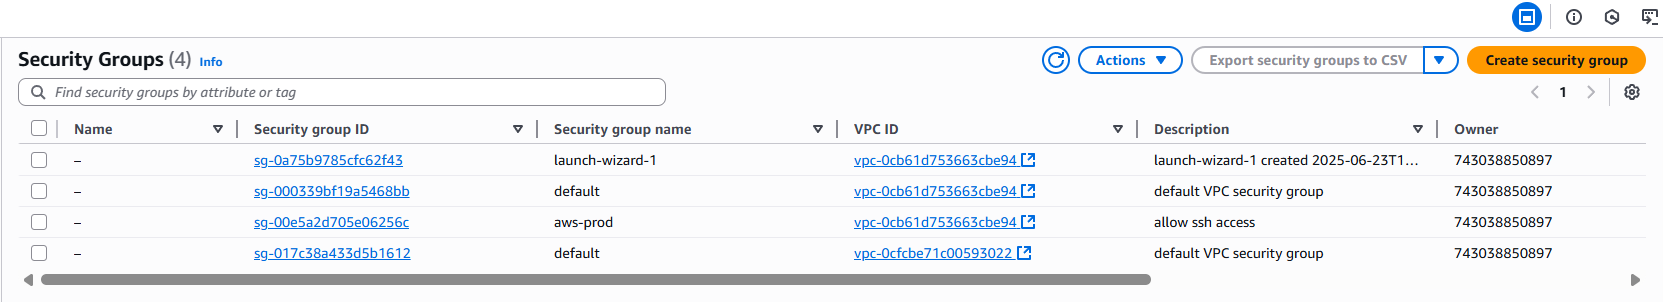 Security Groups (4) Info
Actions
Export security groups to CSV
Create security group
Find security groups by attribute or tag
1
Name Security group ID Security group name VPC ID Description Owner
– sg-0a75b9785cfc62f43 launch-wizard-1 vpc-0cb61d753663cbe94 launch-wizard-1 created 2025-06-23T1... 743038850897
– sg-000339bf19a5468bb default vpc-0cb61d753663cbe94 default VPC security group 743038850897
– sg-00e5a2d705e06256c aws-prod vpc-0cb61d753663cbe94 allow ssh access 743038850897
– sg-017c38a433d5b1612 default vpc-0cfcbe71c00593022 default VPC security group 743038850897